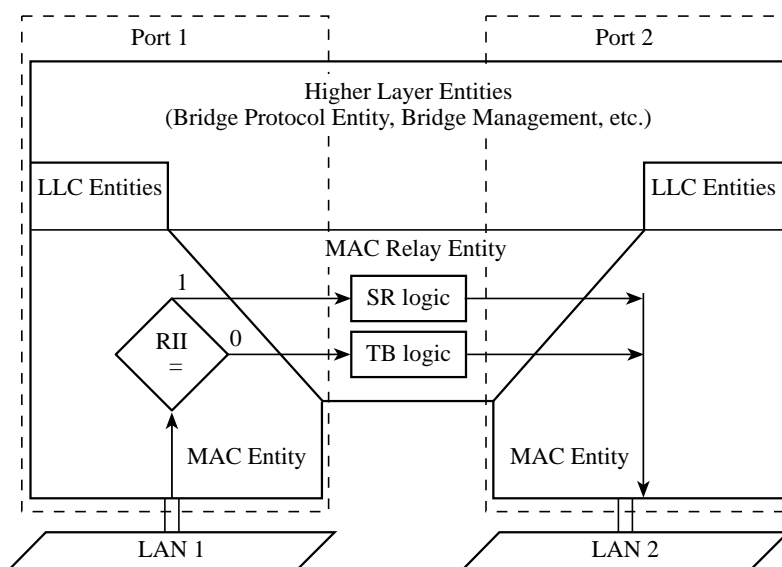 Port 1
Port 2
Higher Layer Entities
(Bridge Protocol Entity, Bridge Management, etc.)
LLC Entities
LLC Entities
MAC Relay Entity
1
SR logic
0
RII
=
TB logic
MAC Entity
MAC Entity
LAN 1
LAN 2